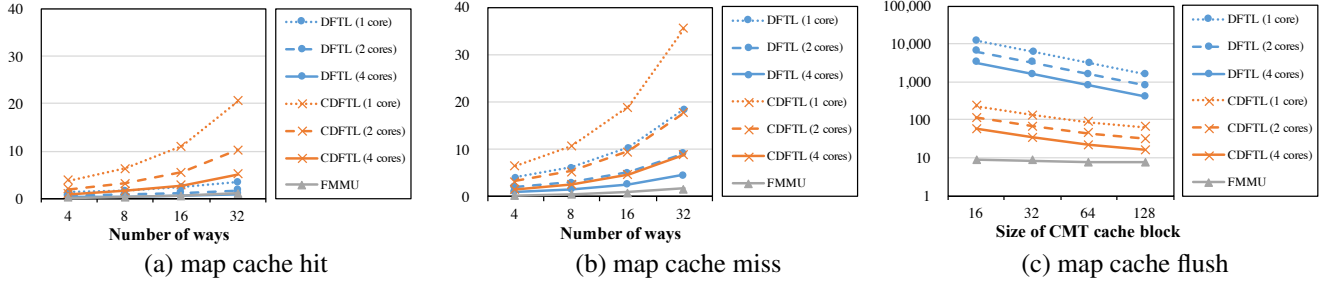 40
30
20
10
0
4 8 16 32
Number of ways
DFTL (1 core)
DFTL (2 cores)
DFTL (4 cores)
CDFTL (1 core)
CDFTL (2 cores)
CDFTL (4 cores)
FMMU
(a) map cache hit
40
30
20
10
0
4 8 16 32
Number of ways
DFTL (1 core)
DFTL (2 cores)
DFTL (4 cores)
CDFTL (1 core)
CDFTL (2 cores)
CDFTL (4 cores)
FMMU
(b) map cache miss
100,000
10,000
1,000
100
10
1
16 32 64 128
Size of CMT cache block
DFTL (1 core)
DFTL (2 cores)
DFTL (4 cores)
CDFTL (1 core)
CDFTL (2 cores)
CDFTL (4 cores)
FMMU
(c) map cache flush